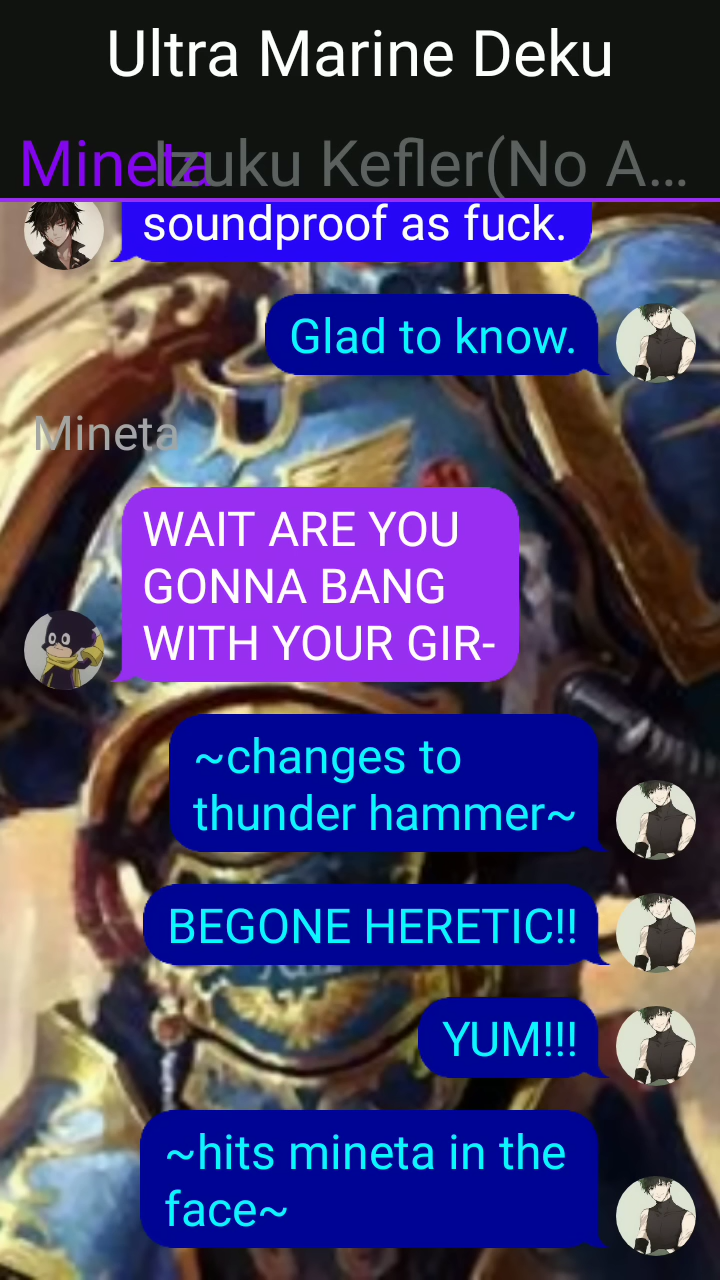 Ultra Marine Deku
Mineta
Izuku Kefler(No A...
soundproof as fuck.
Glad to know.
Mineta
WAIT ARE YOU
GONNA BANG
WITH YOUR GIR-
~changes to
thunder hammer~
BEGONE HERETIC!!
YUM!!!
~hits mineta in the
face~